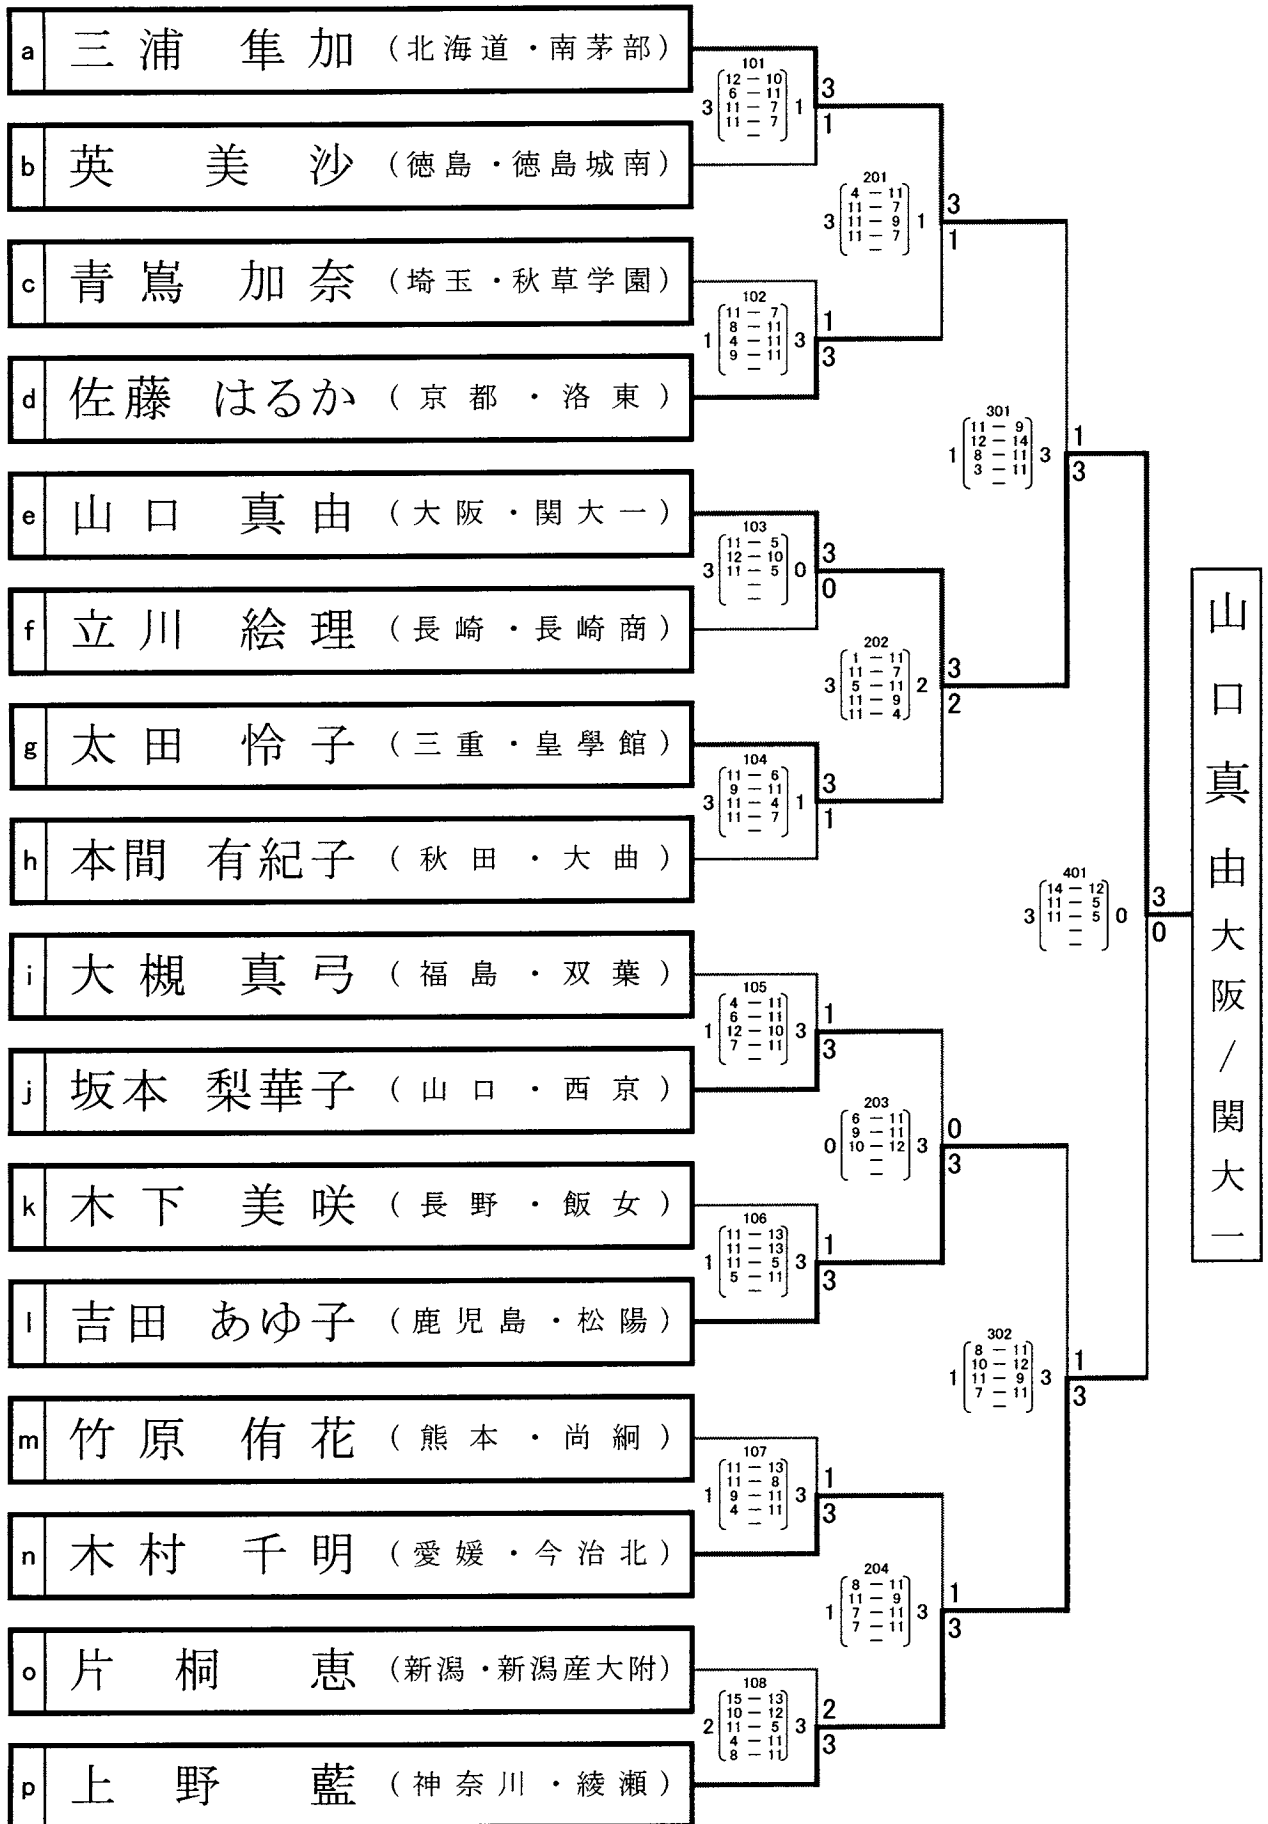 a 三浦 隼加 (北海道・南茅部)
b 英 美沙 (徳島・徳島城南)
c 青嶌 加奈 (埼玉・秋草学園)
d 佐藤 はるか (京都・洛東)
e 山口 真由 (大阪・関大一)
f 立川 絵理 (長崎・長崎商)
g 太田 怜子 (三重・皇學館)
h 本間 有紀子 (秋田・大曲)
i 大槻 真弓 (福島・双葉)
j 坂本 梨華子 (山口・西京)
k 木下 美咲 (長野・飯女)
l 吉田 あゆ子 (鹿児島・松陽)
m 竹原 侑花 (熊本・尚絅)
n 木村 千明 (愛媛・今治北)
o 片桐 恵 (新潟・新潟産大附)
p 上野 藍 (神奈川・綾瀬)
101
12 - 10
6 - 11
3 11 - 7 1
11 - 7
-
3
1
102
11 - 7
8 - 11
1 4 - 11 3
9 - 11
-
1
3
103
11 - 5
12 - 10
3 11 - 5 0
-
-
3
0
104
11 - 6
9 - 11
3 11 - 4 1
11 - 7
-
3
1
105
4 - 11
6 - 11
1 12 - 10 3
7 - 11
-
1
3
106
11 - 13
11 - 13
1 11 - 5 3
5 - 11
-
1
3
107
11 - 13
11 - 8
1 9 - 11 3
4 - 11
-
1
3
108
15 - 13
10 - 12
2 11 - 5 3
4 - 11
8 - 11
2
3
201
4 - 11
11 - 7
3 11 - 9 1
11 - 7
-
3
1
202
1 - 11
11 - 7
3 5 - 11 2
11 - 9
11 - 4
3
2
203
6 - 11
9 - 11
0 10 - 12 3
-
-
0
3
204
8 - 11
11 - 9
1 7 - 11 3
7 - 11
-
1
3
301
11 - 9
12 - 14
1 8 - 11 3
3 - 11
-
1
3
302
8 - 11
10 - 12
1 11 - 9 3
7 - 11
-
1
3
401
14 - 12
11 - 5
3 11 - 5 0
-
-
3
0
山口真由大阪/関大一